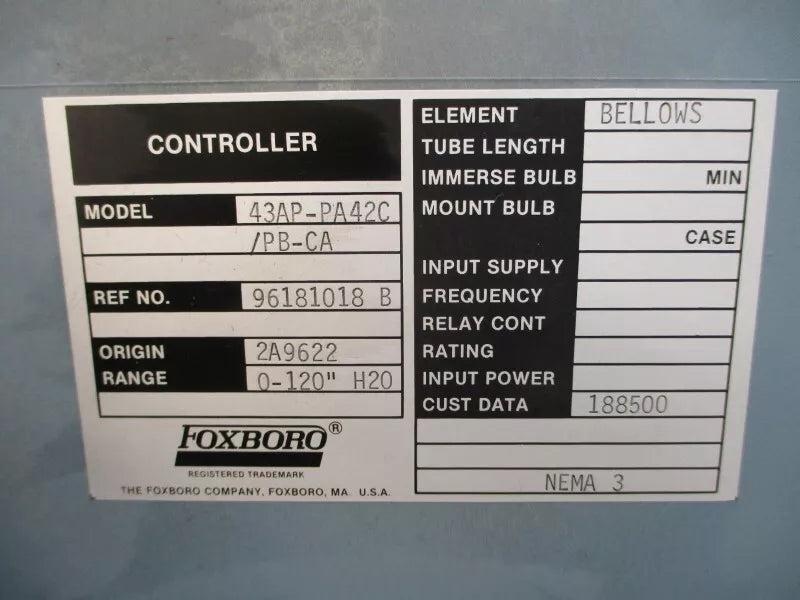 CONTROLLER
MODEL 43AP-PA42C
/PB-CA
REF NO. 96181018 B
ORIGIN 2A9622
RANGE 0-120" H20
FOXBORO®
REGISTERED TRADEMARK
THE FOXBORO COMPANY, FOXBORO, MA. U.S.A.
ELEMENT BELLOWS
TUBE LENGTH
IMMERSE BULB MIN
MOUNT BULB
CASE
INPUT SUPPLY
FREQUENCY
RELAY CONT
RATING
INPUT POWER
CUST DATA 188500
NEMA 3